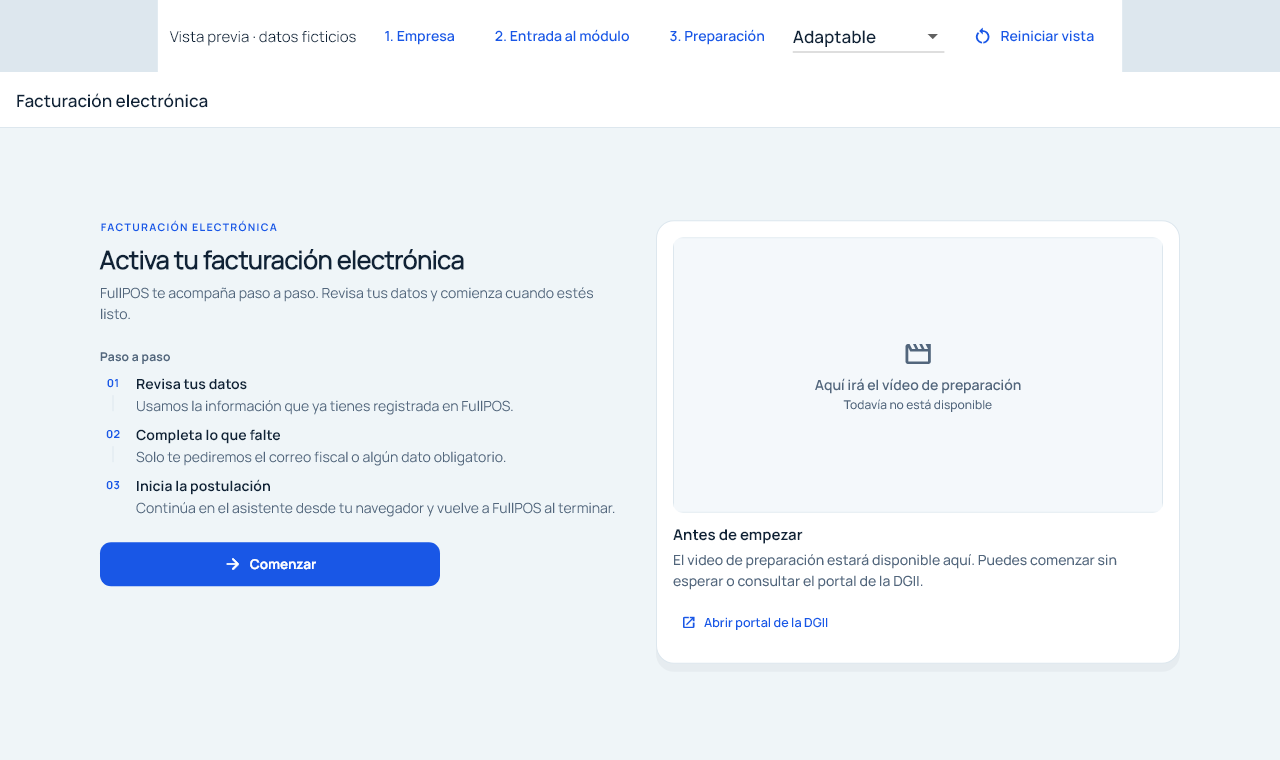 Vista previa · datos ficticios
1. Empresa
2. Entrada al módulo
3. Preparación
Adaptable
Reiniciar vista
Facturación electrónica
FACTURACIÓN ELECTRÓNICA
Activa tu facturación electrónica
FullPOS te acompaña paso a paso. Revisa tus datos y comienza cuando estés
listo.
Paso a paso
01 Revisa tus datos
Usamos la información que ya tienes registrada en FullPOS.
02 Completa lo que falte
Solo te pediremos el correo fiscal o algún dato obligatorio.
03 Inicia la postulación
Continúa en el asistente desde tu navegador y vuelve a FullPOS al terminar.
Comenzar
Aquí irá el vídeo de preparación
Todavía no está disponible
Antes de empezar
El video de preparación estará disponible aquí. Puedes comenzar sin
esperar o consultar el portal de la DGII.
Abrir portal de la DGII